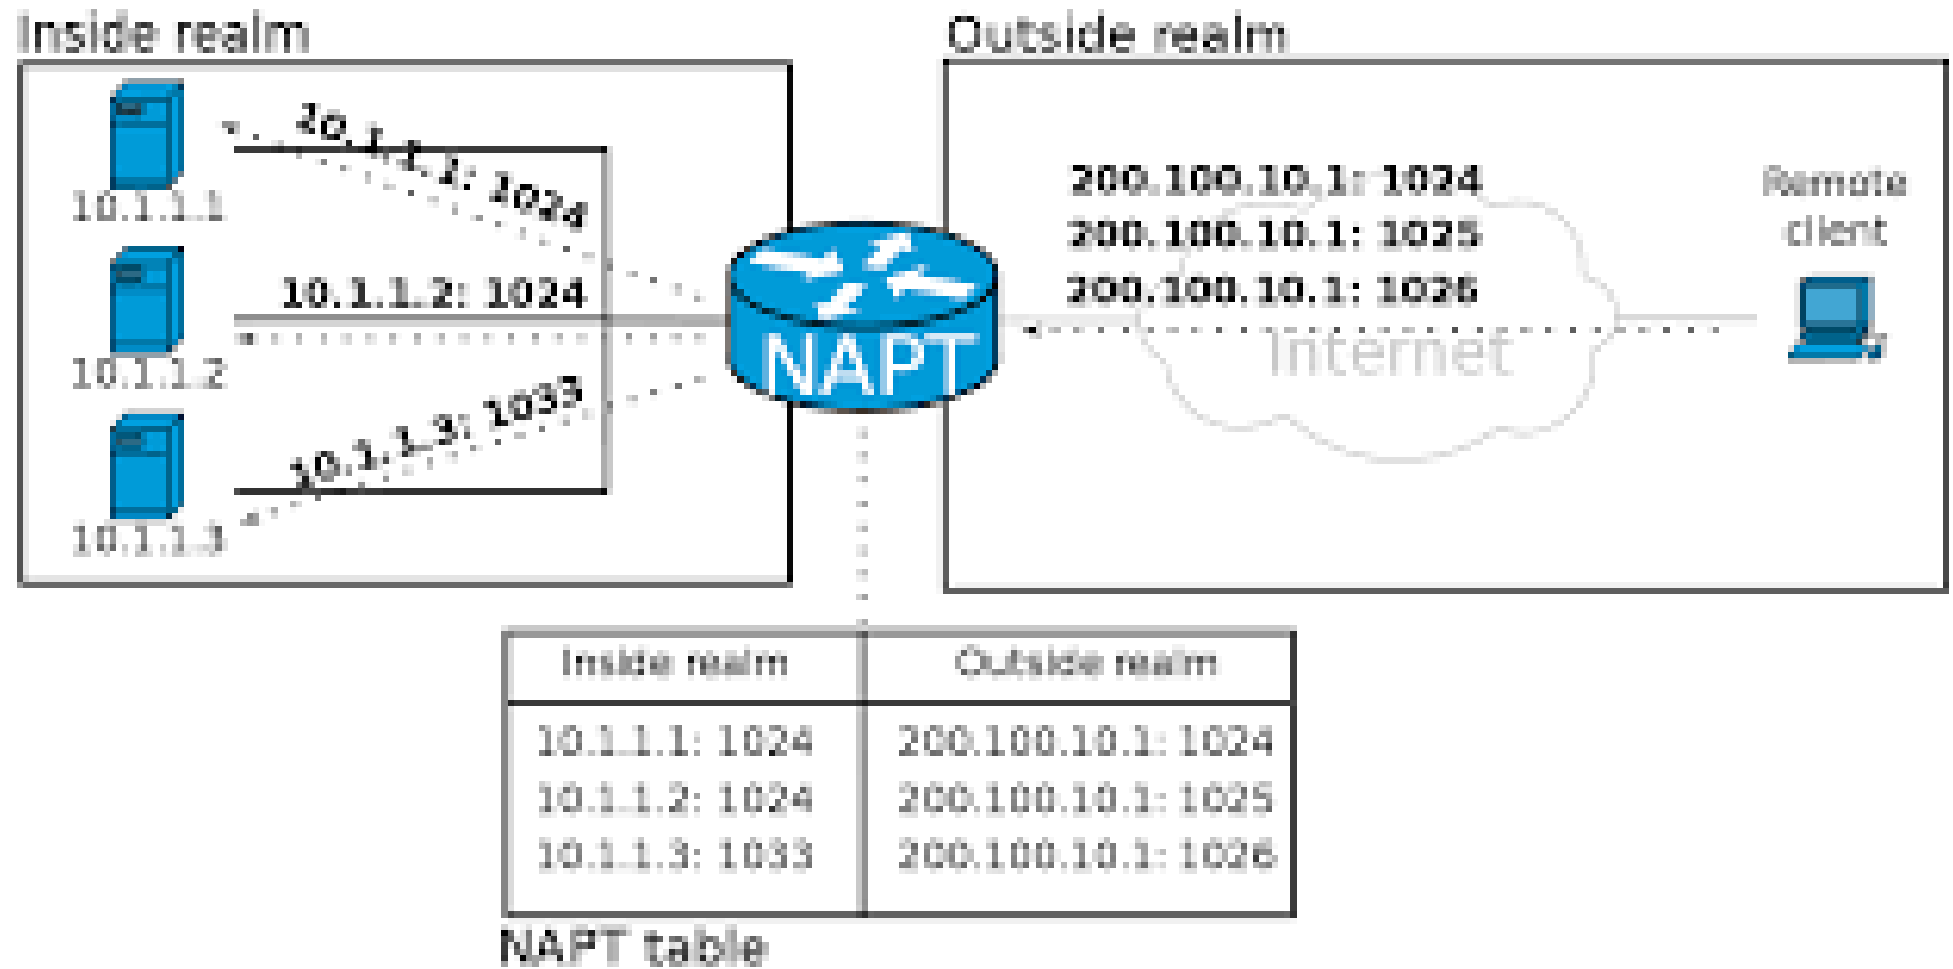 Inside realm
Outside realm
10.1.1.1: 1024
10.1.1.1
10.1.1.2: 1024
10.1.1.2
10.1.1.3: 1033
10.1.1.3
NAPT
200.100.10.1: 1024
200.100.10.1: 1025
200.100.10.1: 1026
Internet
Remote
client
Inside realm Outside realm
10.1.1.1: 1024 200.100.10.1: 1024
10.1.1.2: 1024 200.100.10.1: 1025
10.1.1.3: 1033 200.100.10.1: 1026
NAPT table